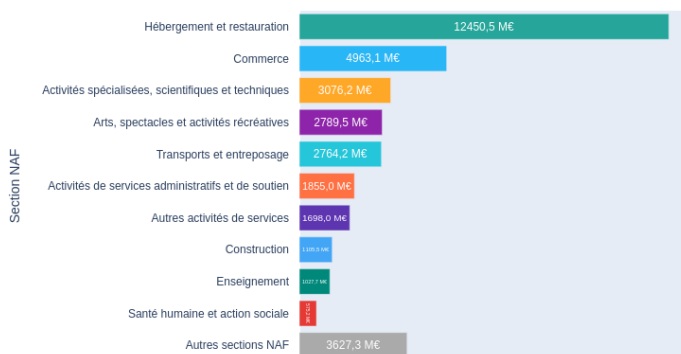 Hébergement et restauration 12450,5 M€
Commerce 4963,1 M€
Activités spécialisées, scientifiques et techniques 3076,2 M€
Arts, spectacles et activités récréatives 2789,5 M€
Transports et entreposage 2764,2 M€
Activités de services administratifs et de soutien 1855,0 M€
Autres activités de services 1698,0 M€
Construction M€
Enseignement 1027,7 M€
Santé humaine et action sociale M€
Autres sections NAF 3627,3 M€
Section NAF